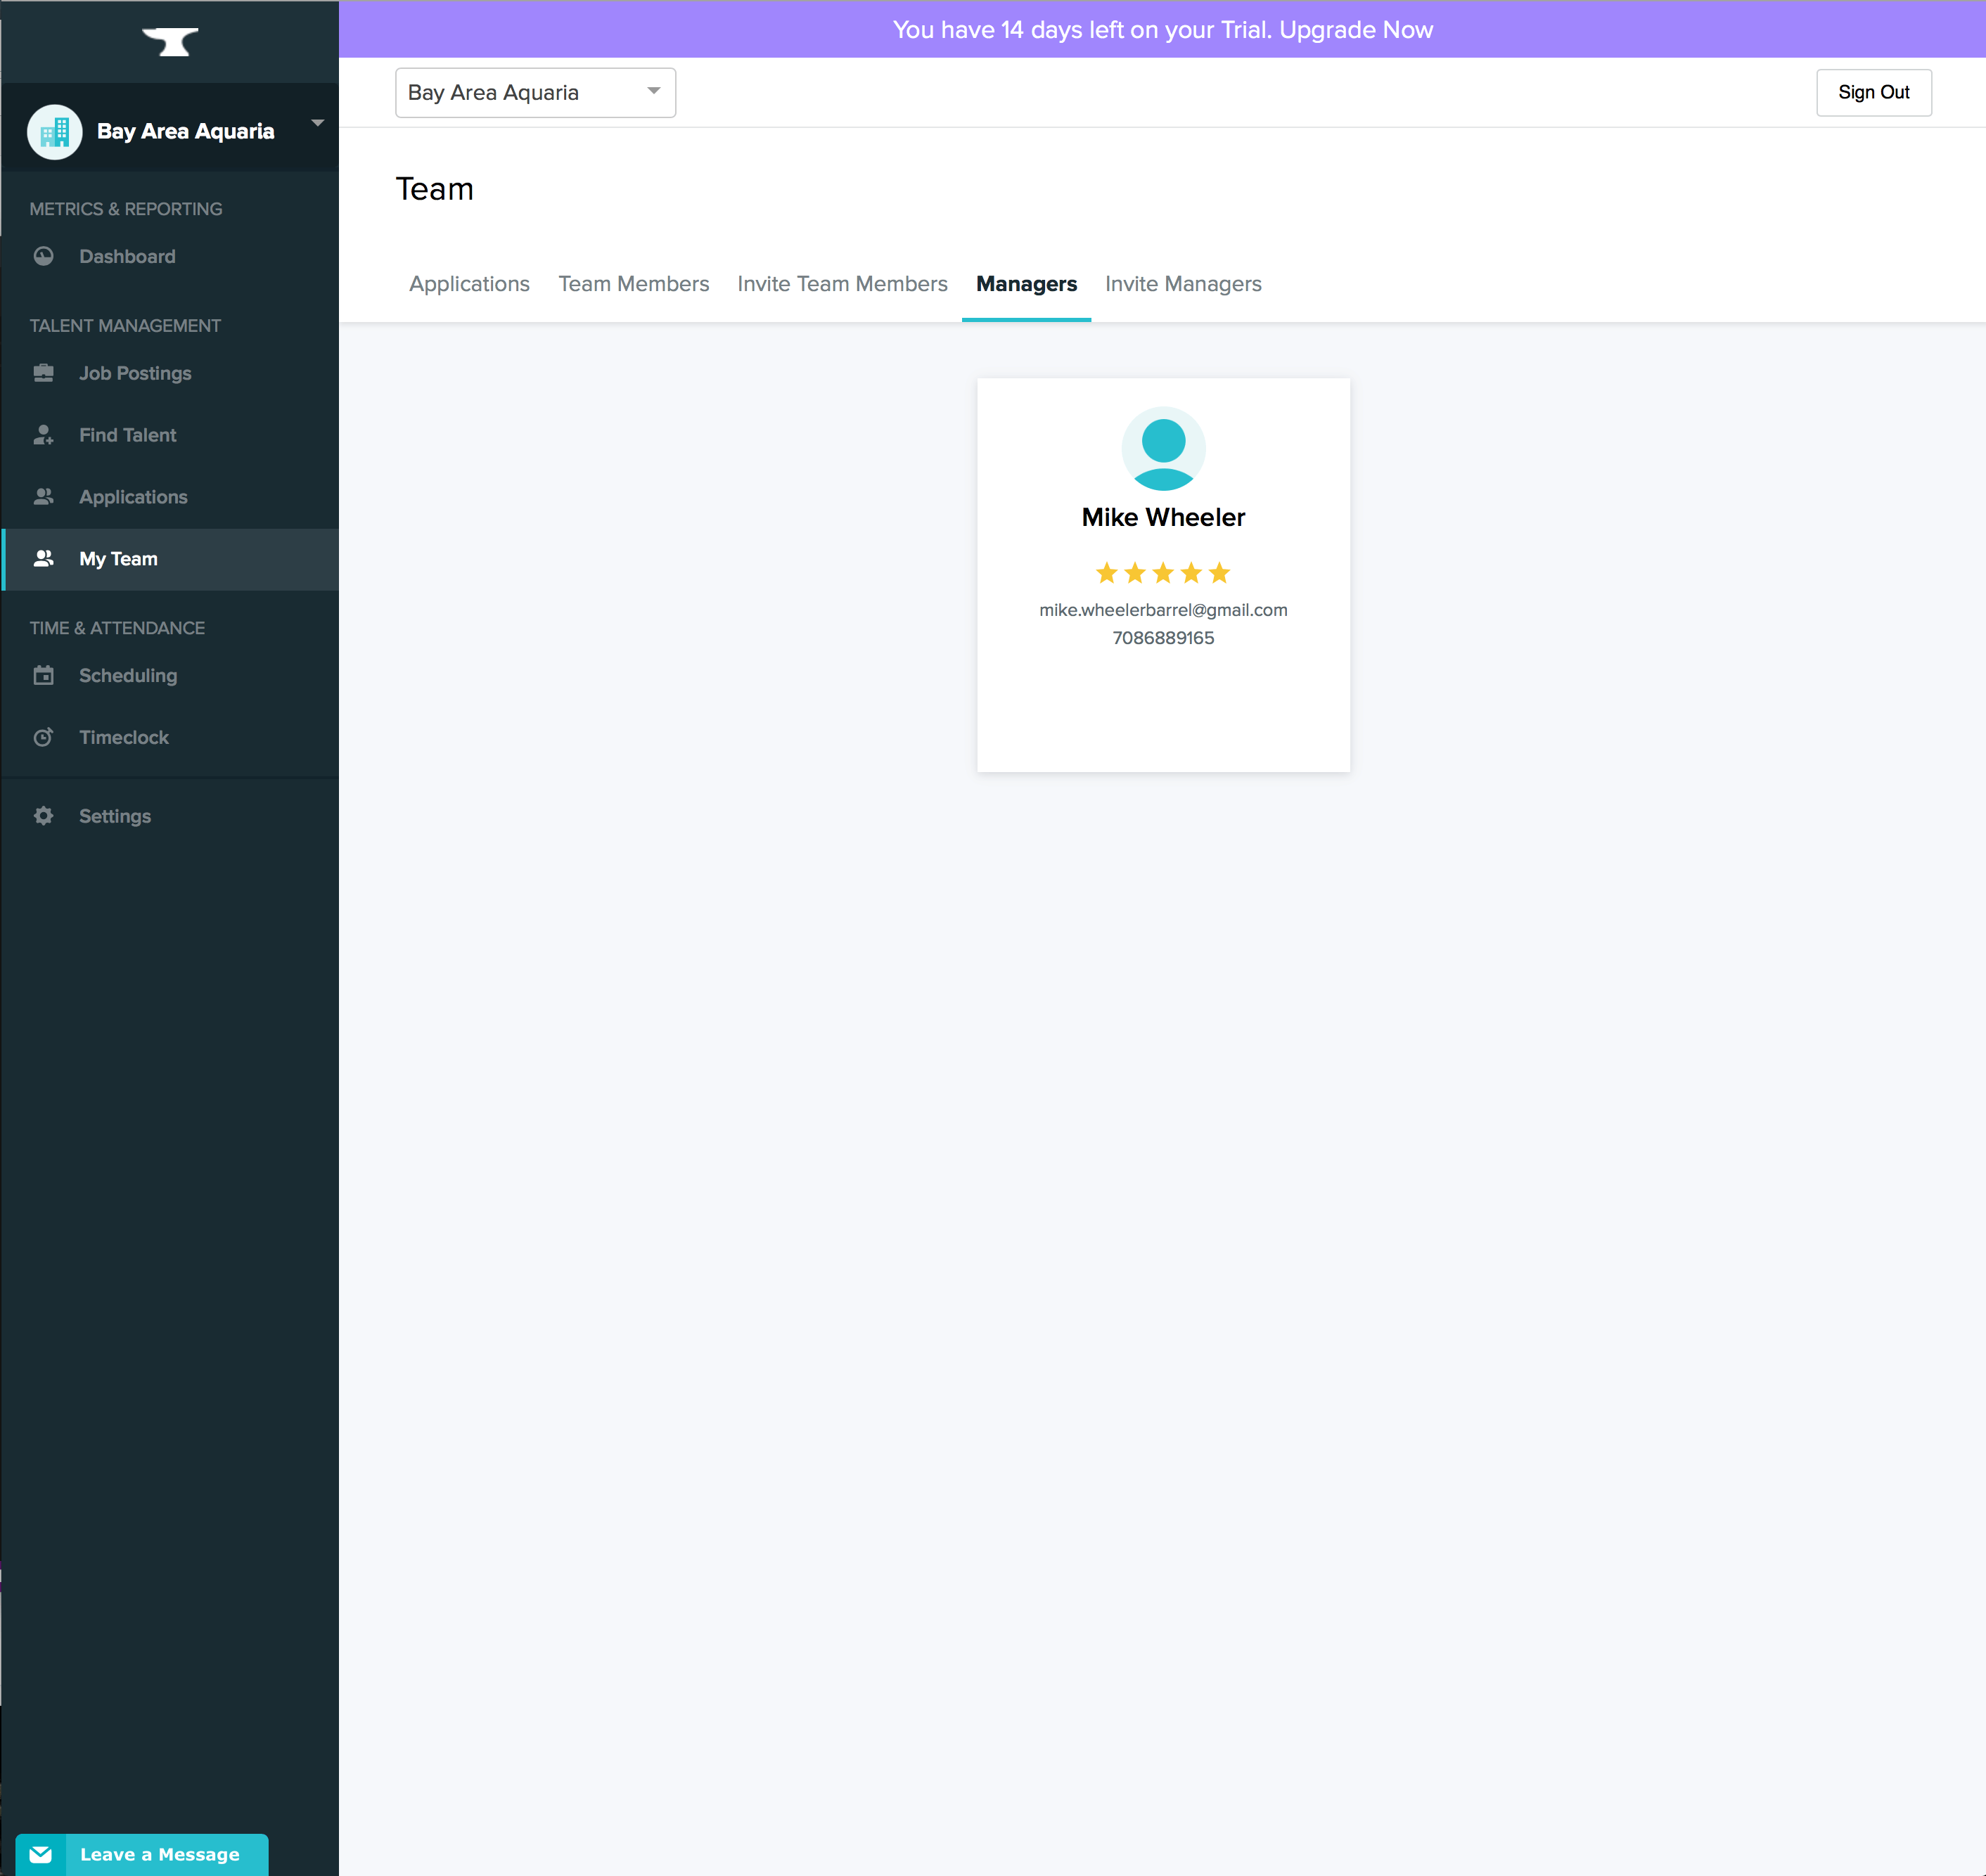 You have 14 days left on your Trial. Upgrade Now
Bay Area Aquaria
Sign Out
Bay Area Aquaria
METRICS & REPORTING
Dashboard
TALENT MANAGEMENT
Job Postings
Find Talent
Applications
My Team
TIME & ATTENDANCE
Scheduling
Timeclock
Settings
Leave a Message
Team
Applications Team Members Invite Team Members Managers Invite Managers
Mike Wheeler
mike.wheelerbarrel@gmail.com
7086889165